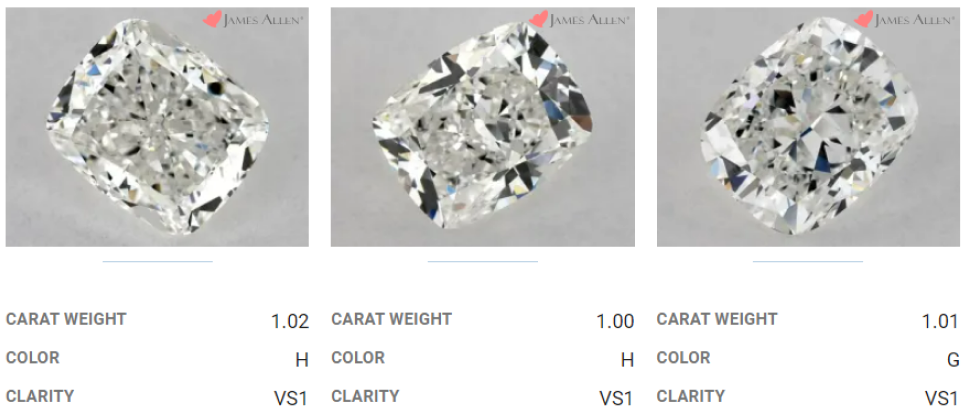 JAMES ALLEN®
JAMES ALLEN®
JAMES ALLEN®
CARAT WEIGHT 1.02
COLOR H
CLARITY VS1
CARAT WEIGHT 1.00
COLOR H
CLARITY VS1
CARAT WEIGHT 1.01
COLOR G
CLARITY VS1